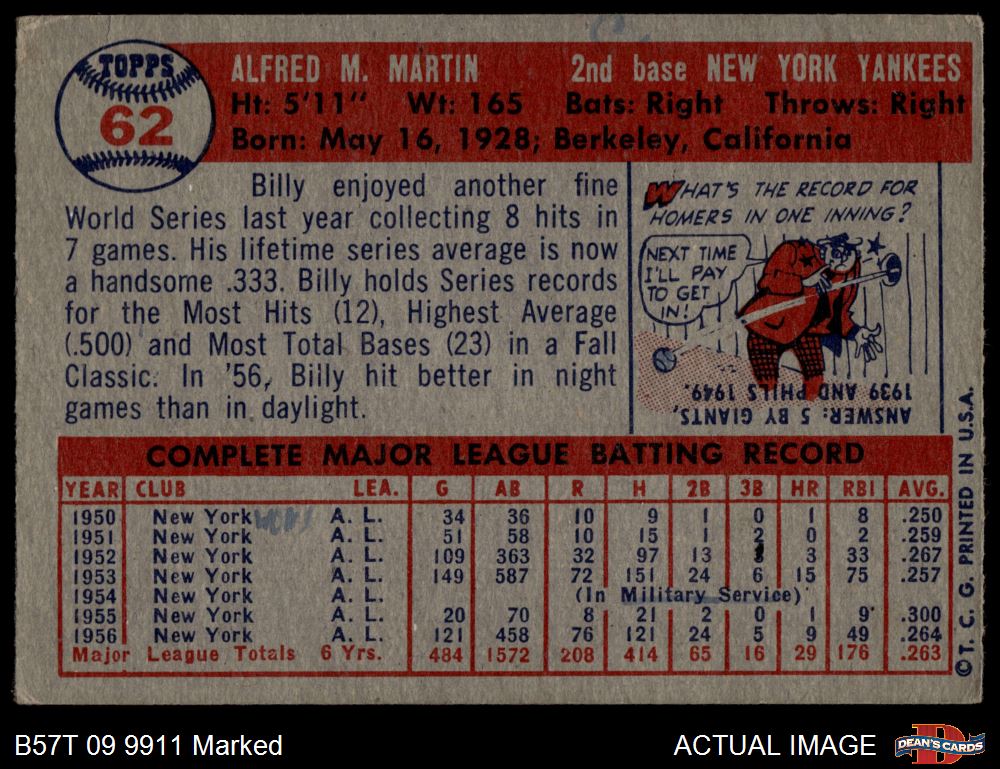 TOPPS
62
ALFRED M. MARTIN 2nd base NEW YORK YANKEES
Ht: 5'11" Wt: 165 Bats: Right Throws: Right
Born: May 16, 1928; Berkeley, California
Billy enjoyed another fine
World Series last year collecting 8 hits in
7 games. His lifetime series average is now
a handsome .333. Billy holds Series records
for the Most Hits (12), Highest Average
(.500) and Most Total Bases (23) in a Fall
Classic. In '56, Billy hit better in night
games than in daylight.
WHAT'S THE RECORD FOR
HOMERS IN ONE INNING?
NEXT TIME
I'LL PAY
TO GET
IN!
ANSWER: 5 BY GIANTS,
1939 AND PHILS 1949.
COMPLETE MAJOR LEAGUE BATTING RECORD
YEAR CLUB LEA. G AB R H 2B 3B HR RBI AVG.
1950 New York A. L. 34 36 10 9 1 0 1 8 .250
1951 New York A. L. 51 58 10 15 1 2 0 2 .259
1952 New York A. L. 109 363 32 97 13 3 3 33 .267
1953 New York A. L. 149 587 72 151 24 6 15 75 .257
1954 New York A. L. (In Military Service)
1955 New York A. L. 20 70 8 21 2 0 1 9 .300
1956 New York A. L. 121 458 76 121 24 5 9 49 .264
Major League Totals 6 Yrs. 484 1572 208 414 65 16 29 176 .263
© T. C. G. PRINTED IN U.S.A.
B57T 09 9911 Marked
ACTUAL IMAGE
DEAN'S CARDS